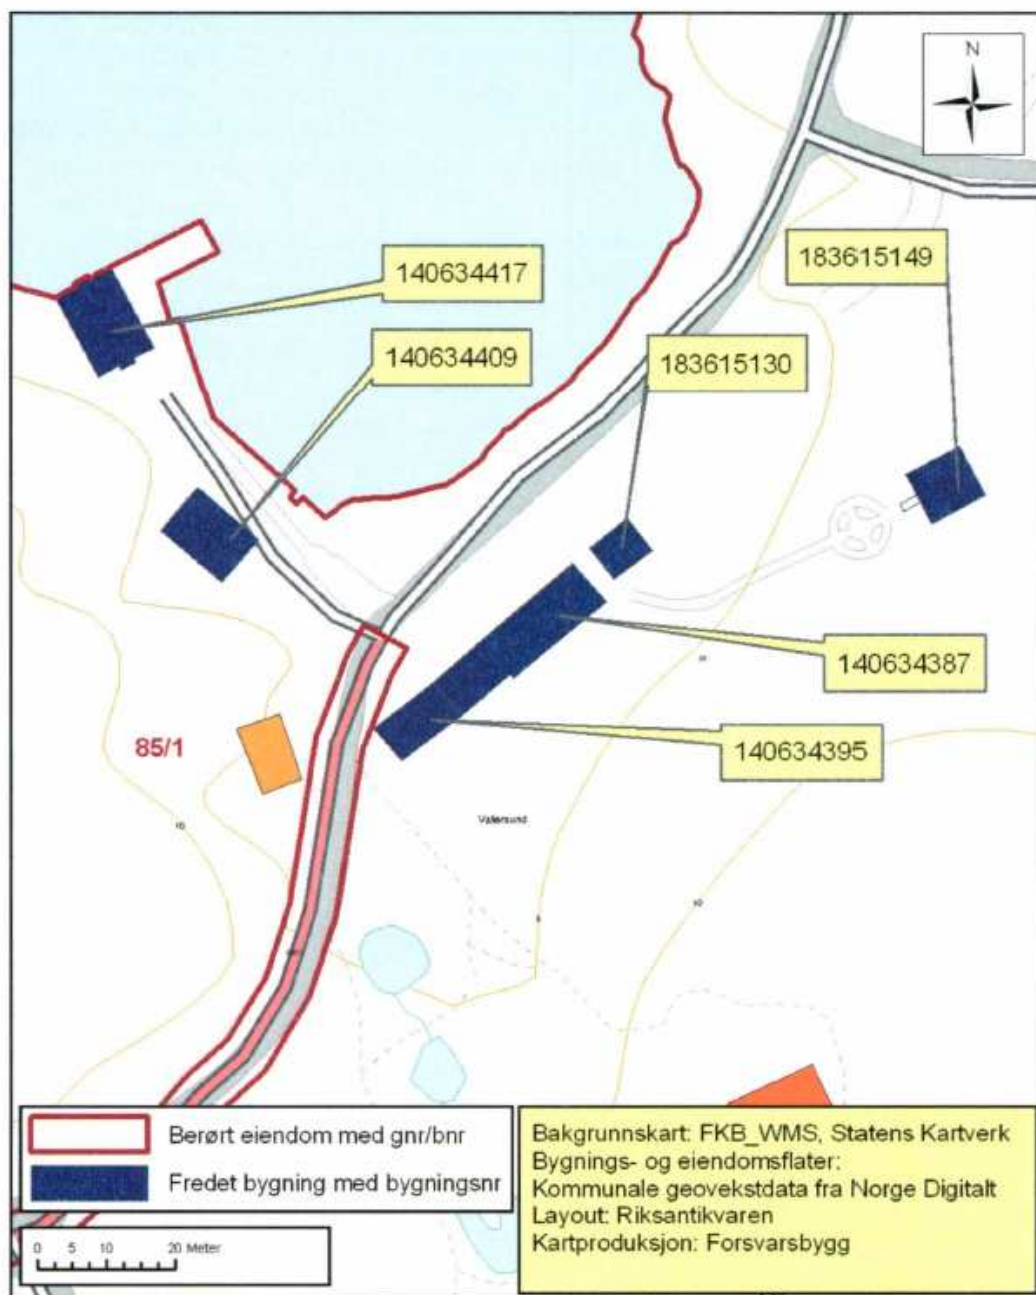 N
183615149
140634417
140634409
183615130
140634387
140634395
85/1
Valersund
Berørt eiendom med gnr/bnr
Fredet bygning med bygningsnr
0 5 10 20 Meter
Bakgrunnskart: FKB_WMS, Statens Kartverk
Bygnings- og eiendomsflater:
Kommunale geovekstdata fra Norge Digitalt
Layout: Riksantikvaren
Kartproduksjon: Forsvarsbygg